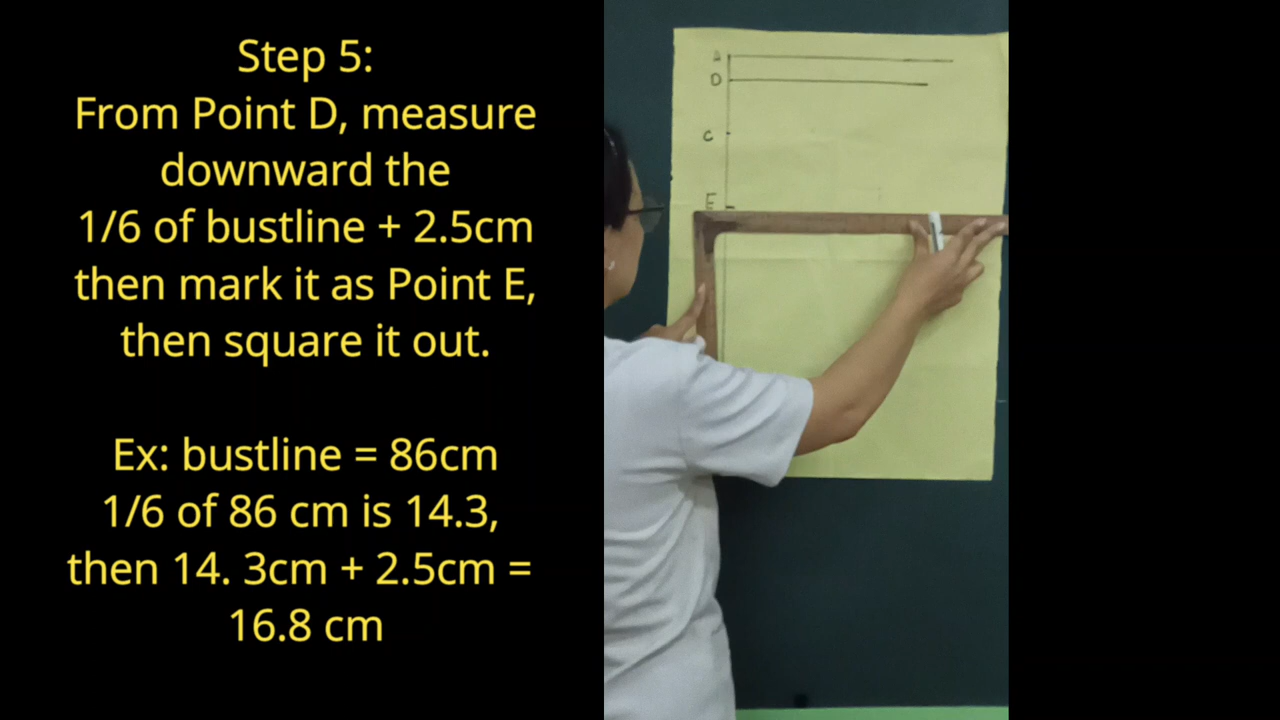 Step 5:
From Point D, measure
downward the
1/6 of bustline + 2.5cm
then mark it as Point E,
then square it out.
Ex: bustline = 86cm
1/6 of 86 cm is 14.3,
then 14. 3cm + 2.5cm =
16.8 cm
A
D
C
E